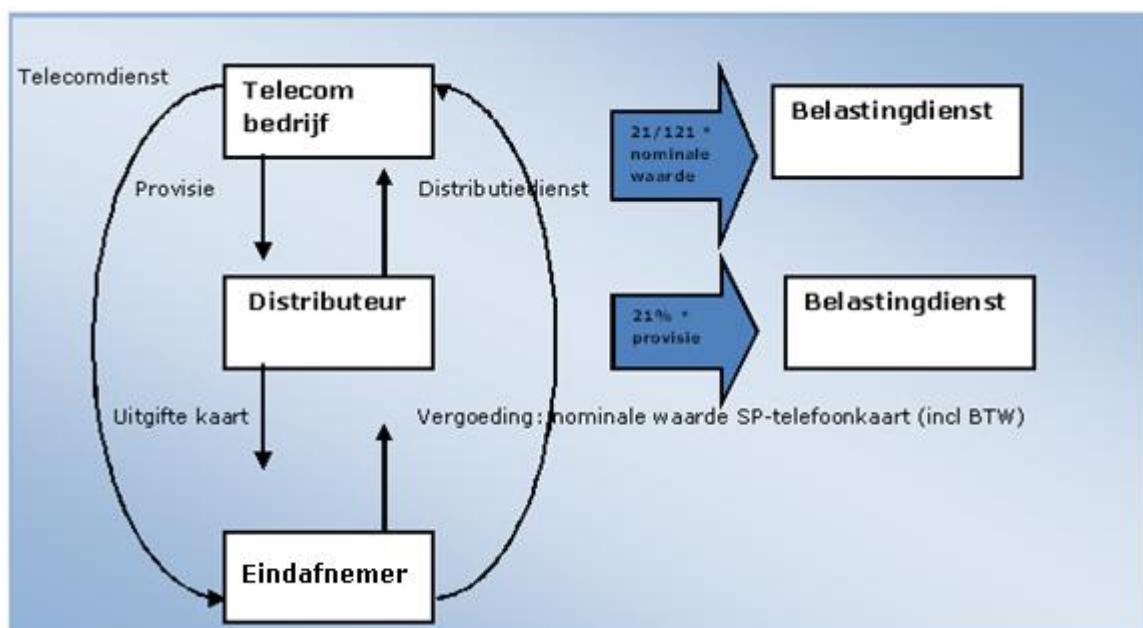 Telecomdienst
Telecom
bedrijf
Belastingdienst
21/121 *
nominale
waarde
Provisie
Distributiedienst
Distributeur
Belastingdienst
21% *
provisie
Uitgifte kaart
Vergoeding: nominale waarde SP-telefoonkaart (incl BTW)
Eindafnemer